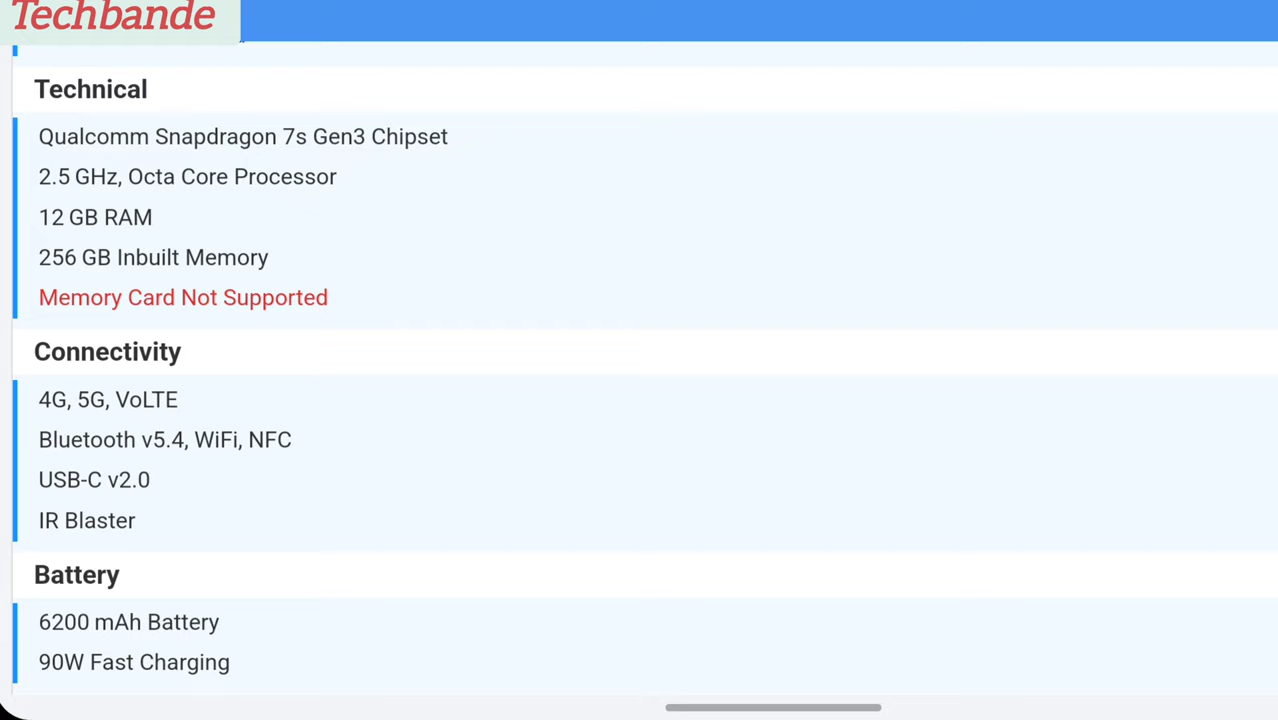 Techbande
Technical
Qualcomm Snapdragon 7s Gen3 Chipset
2.5 GHz, Octa Core Processor
12 GB RAM
256 GB Inbuilt Memory
Memory Card Not Supported
Connectivity
4G, 5G, VoLTE
Bluetooth v5.4, WiFi, NFC
USB-C v2.0
IR Blaster
Battery
6200 mAh Battery
90W Fast Charging